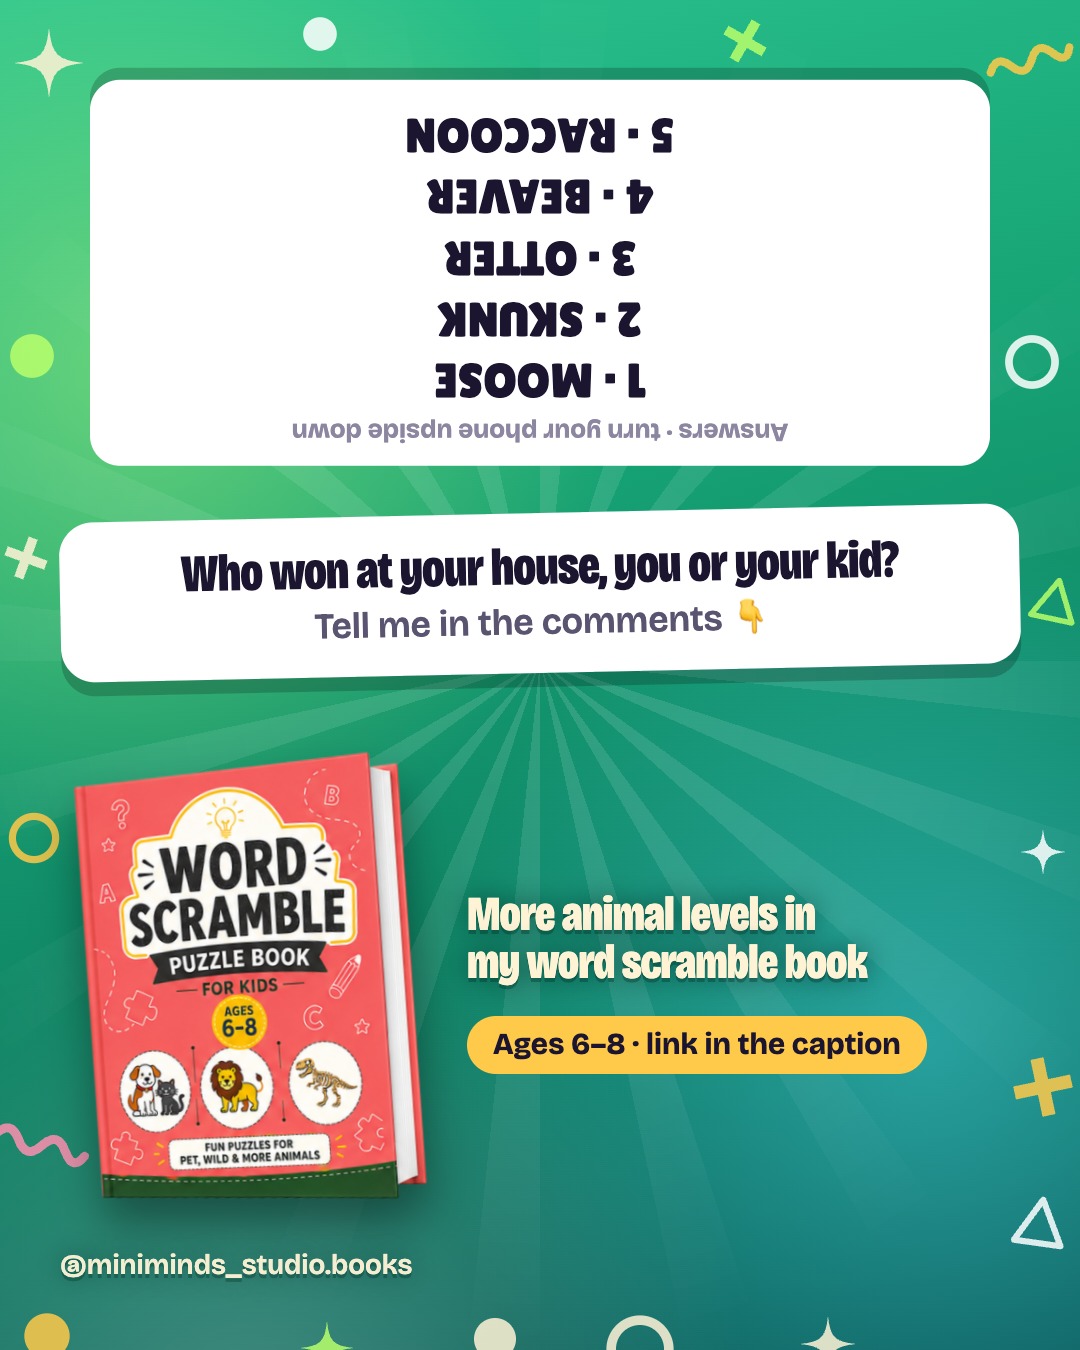 Answers · turn your phone upside down
1 · MOOSE
2 · SKUNK
3 · OTTER
4 · BEAVER
5 · RACCOON
Who won at your house, you or your kid?
Tell me in the comments 👇
?
B
A
WORD
SCRAMBLE
PUZZLE BOOK
FOR KIDS
AGES
6-8
C
FUN PUZZLES FOR
PET, WILD & MORE ANIMALS
More animal levels in
my word scramble book
Ages 6–8 · link in the caption
@miniminds_studio.books